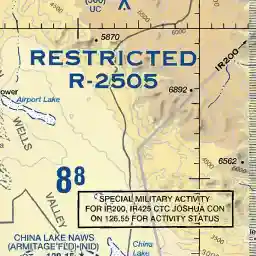 (500)
UC
5870
RESTRICTED
R-2505
IR200
6892
Airport Lake
WELLS
VALLEY
6562
8⁸
SPECIAL MILITARY ACTIVITY
FOR IR200, IR425 CTC JOSHUA CON
ON 126.55 FOR ACTIVITY STATUS
CHINA LAKE NAWS
(ARMITAGE FLD) (NID)
China
Lake